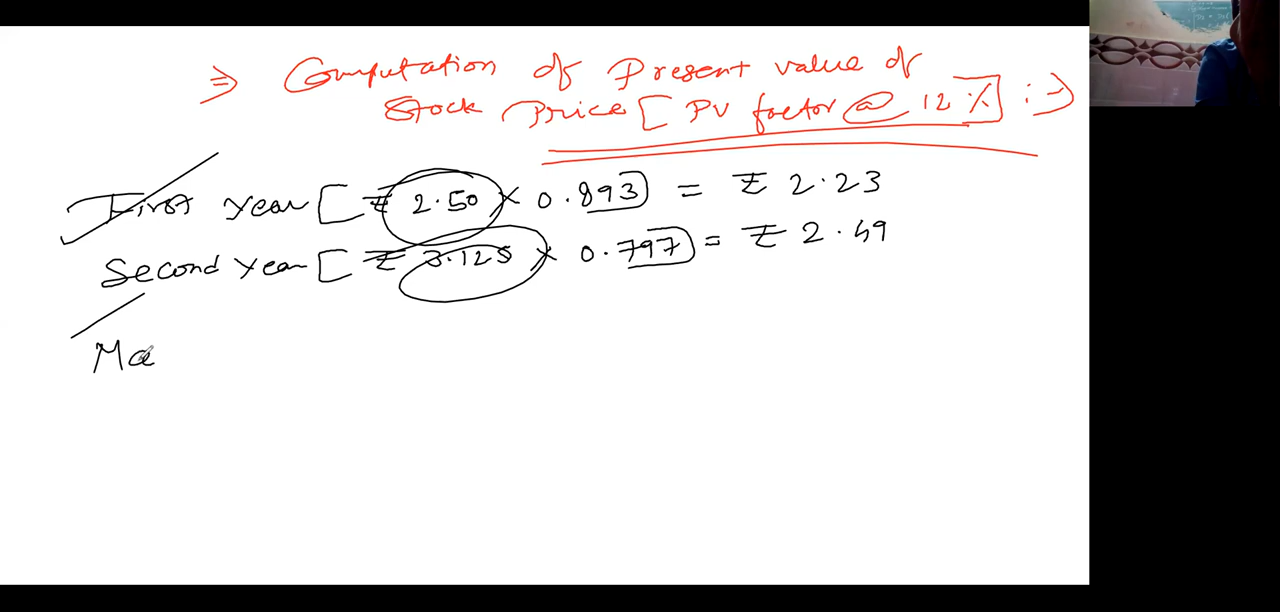 ⇒ Computation of Present value of
Stock Price [ PV factor @ 12 % ] :-)
First year [ ₹ 2.50 × 0.893 ] = ₹ 2.23
Second year [ ₹ 3.125 × 0.797 ] = ₹ 2.49
Ma